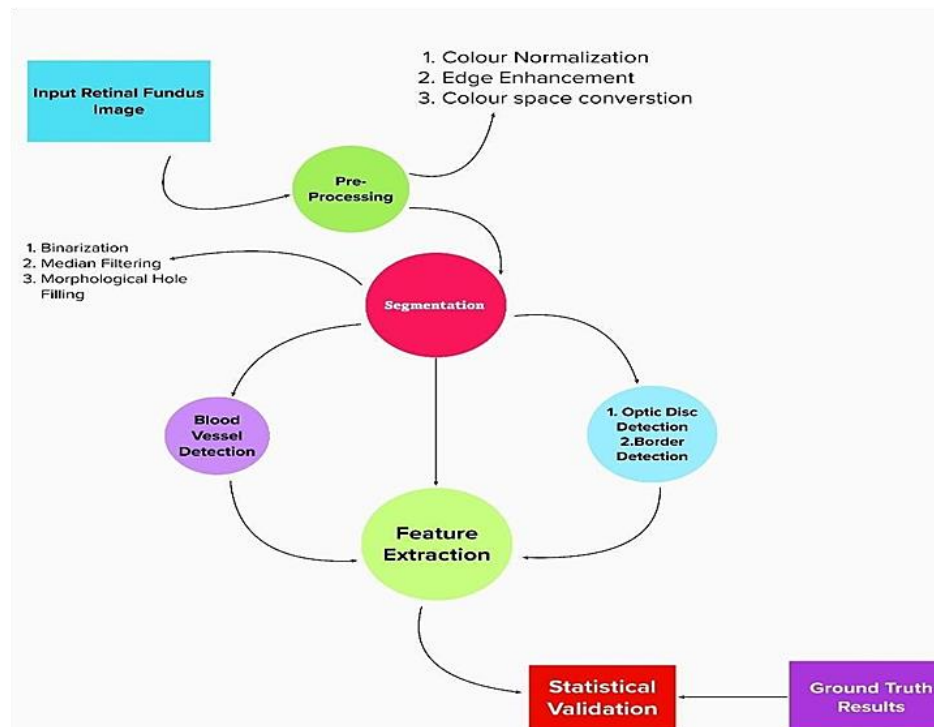 Input Retinal Fundus
Image
1. Colour Normalization
2. Edge Enhancement
3. Colour space converstion
Pre-
Processing
1. Binarization
2. Median Filtering
3. Morphological Hole
Filling
Segmentation
Blood
Vessel
Detection
1. Optic Disc
Detection
2.Border
Detection
Feature
Extraction
Statistical
Validation
Ground Truth
Results